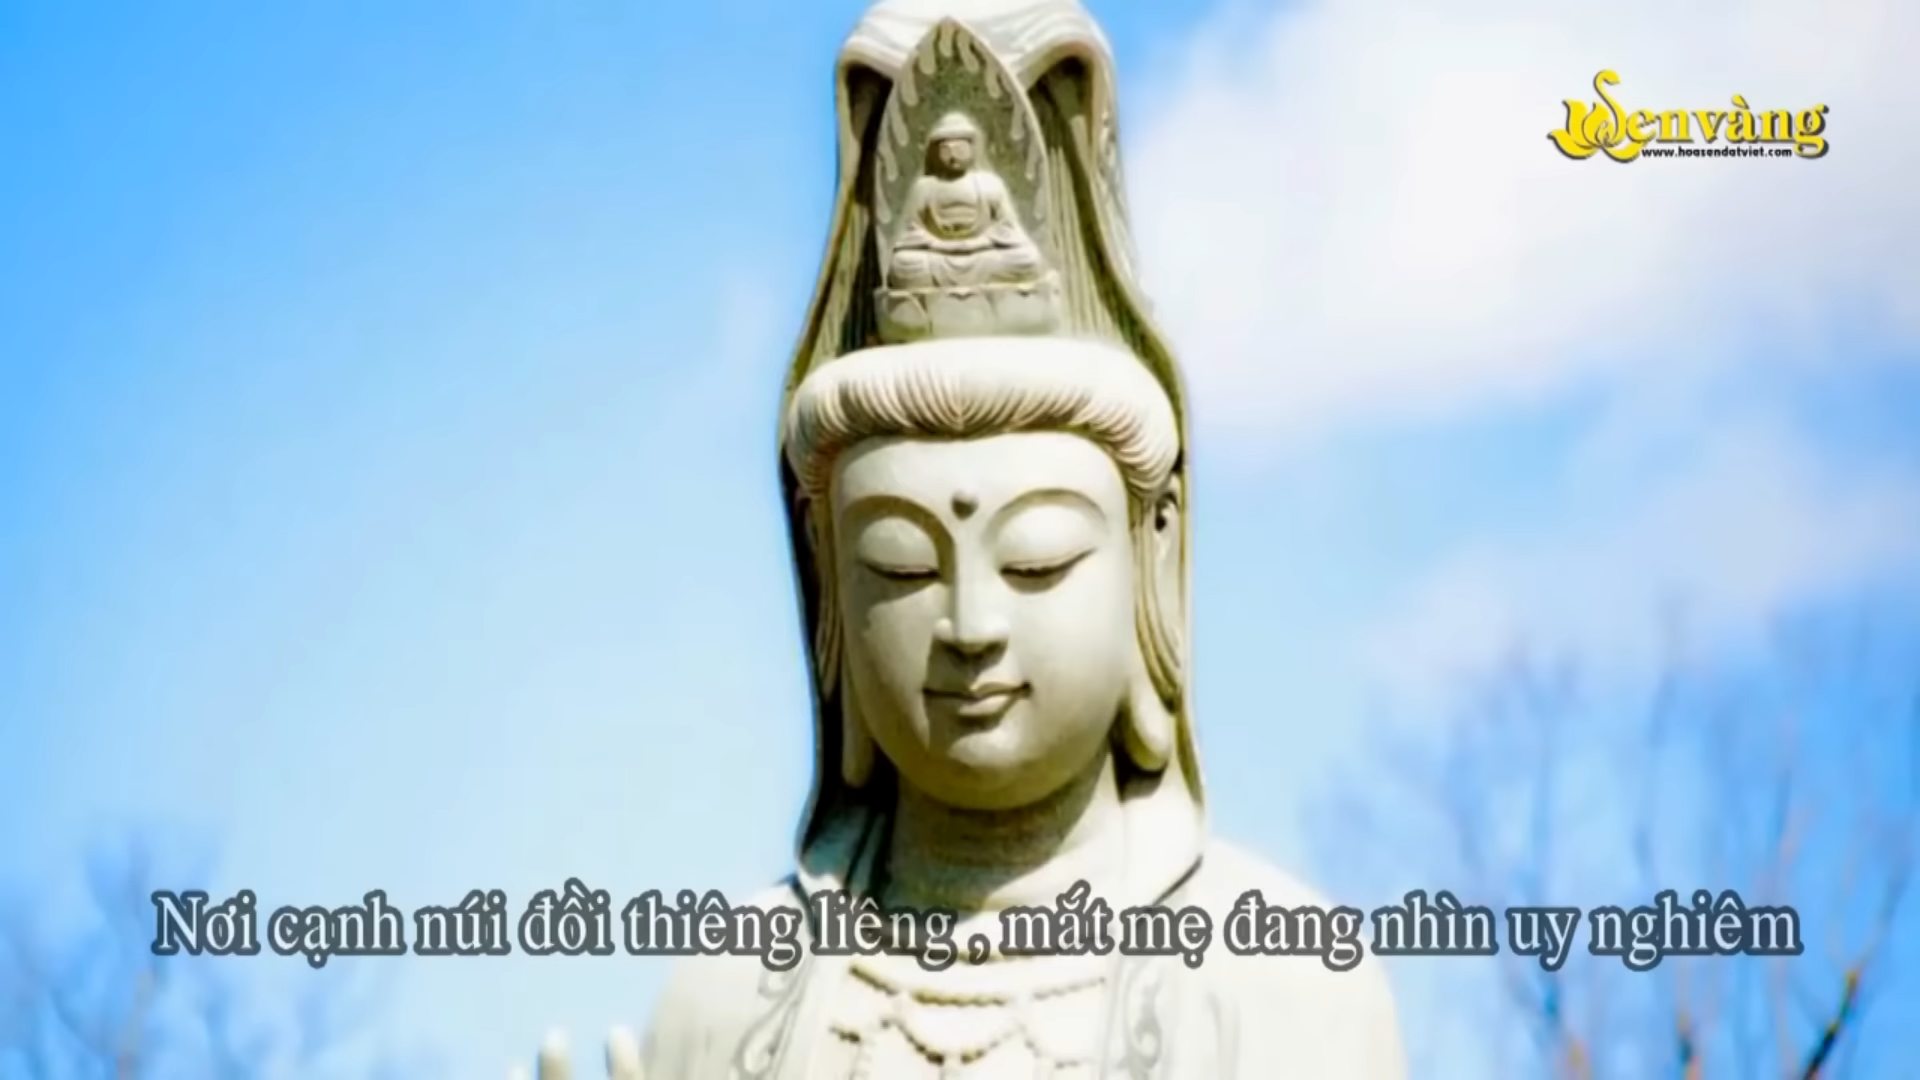 Senvàng
www.hoasendatviet.com
Nơi cạnh núi đồi thiêng liêng , mắt mẹ đang nhìn uy nghiêm